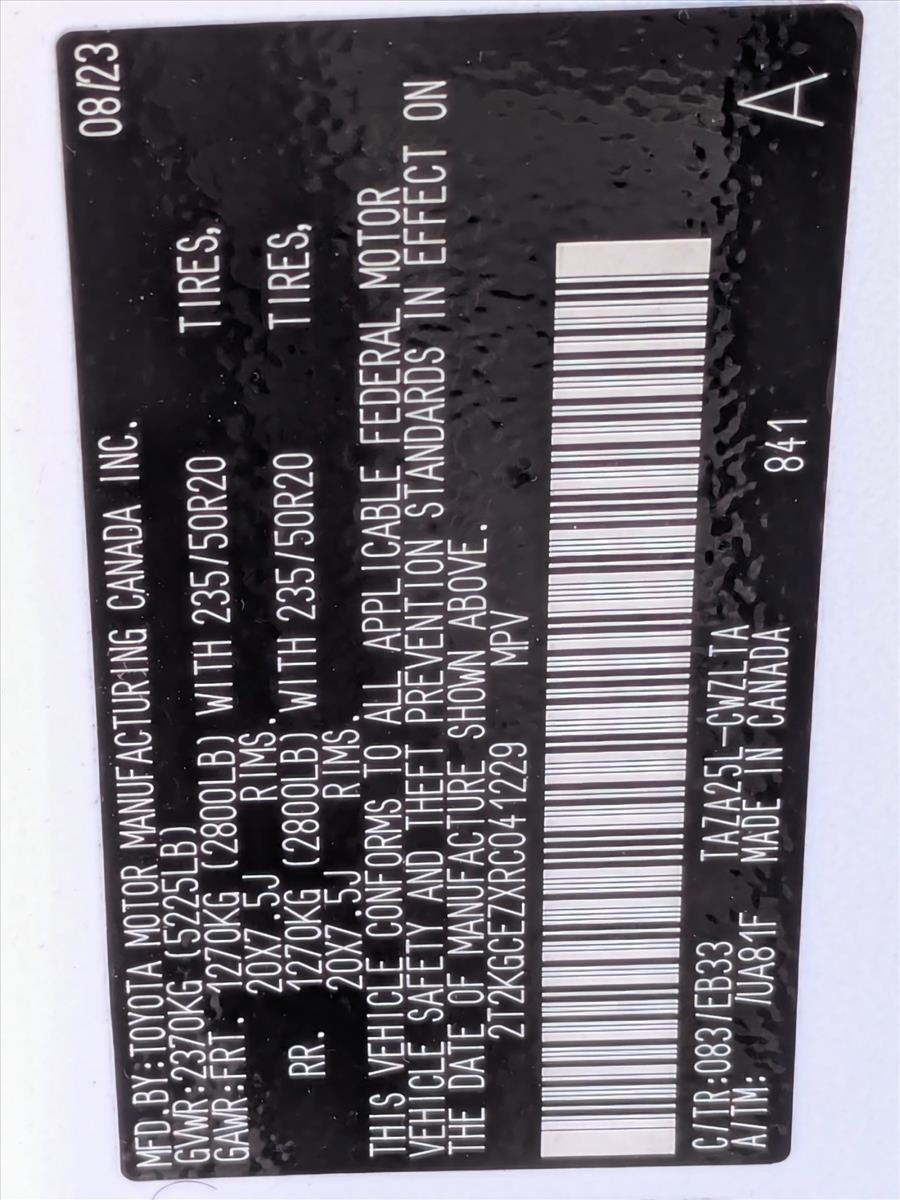 MFD.BY:TOYOTA MOTOR MANUFACTURING CANADA INC. 08/23
GVWR:2370KG (5225LB)
GAWR:FRT. 1270KG (2800LB) WITH 235/50R20 TIRES,
20X7.5J RIMS.
RR. 1270KG (2800LB) WITH 235/50R20 TIRES,
20X7.5J RIMS.
THIS VEHICLE CONFORMS TO ALL APPLICABLE FEDERAL MOTOR
VEHICLE SAFETY AND THEFT PREVENTION STANDARDS IN EFFECT ON
THE DATE OF MANUFACTURE SHOWN ABOVE.
2T2KGCEZXRC041229 MPV
C/TR:083/EB33 TAZA25L-CWZLTA
A/TM: /UA81F MADE IN CANADA 841 A